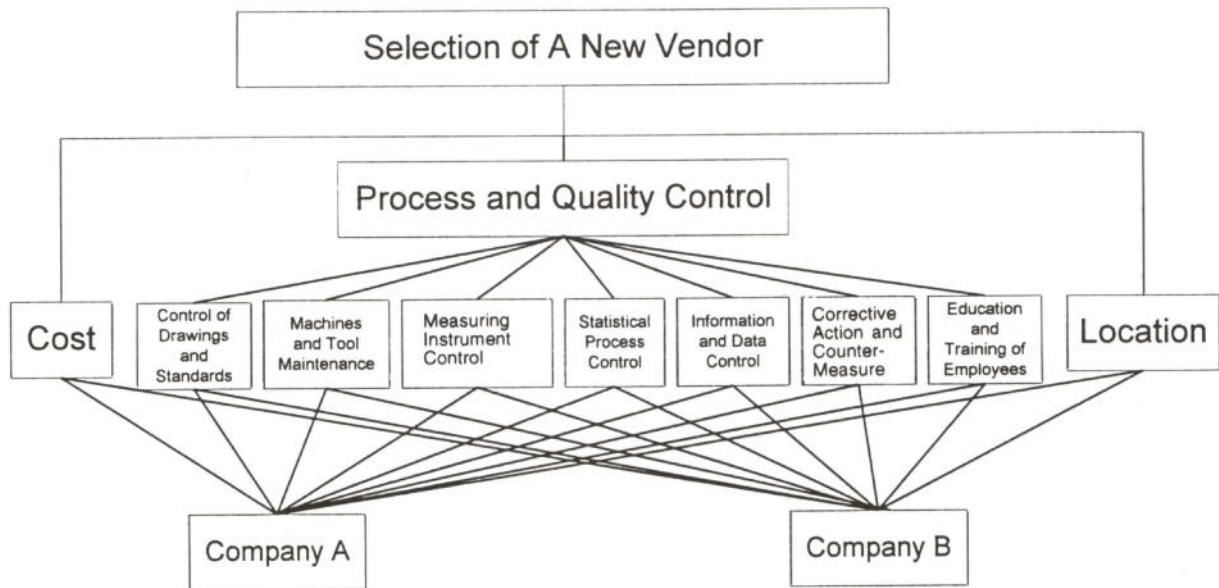 Selection of A New Vendor
Process and Quality Control
Cost
Control of
Drawings
and
Standards
Machines
and Tool
Maintenance
Measuring
Instrument
Control
Statistical
Process
Control
Information
and Data
Control
Corrective
Action and
Counter-
Measure
Education
and
Training of
Employees
Location
Company A
Company B